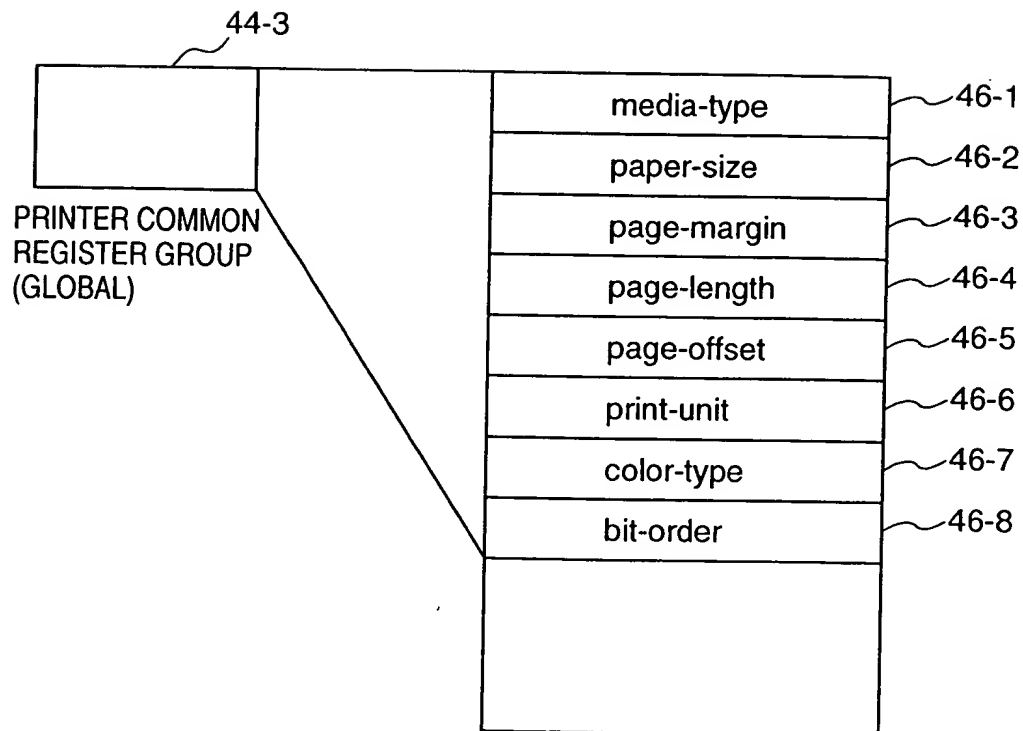 44-3
PRINTER COMMON
REGISTER GROUP
(GLOBAL)
media-type 46-1
paper-size 46-2
page-margin 46-3
page-length 46-4
page-offset 46-5
print-unit 46-6
color-type 46-7
bit-order 46-8